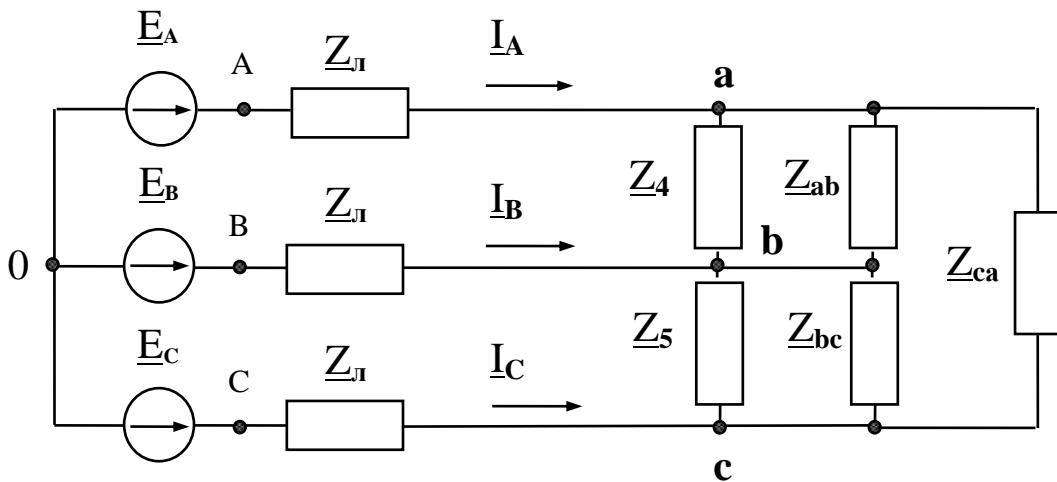 E_A
A
Z_л
I_A
a
Z_4
Z_ab
E_B
B
Z_л
I_B
b
0
Z_ca
Z_5
Z_bc
E_C
C
Z_л
I_C
c